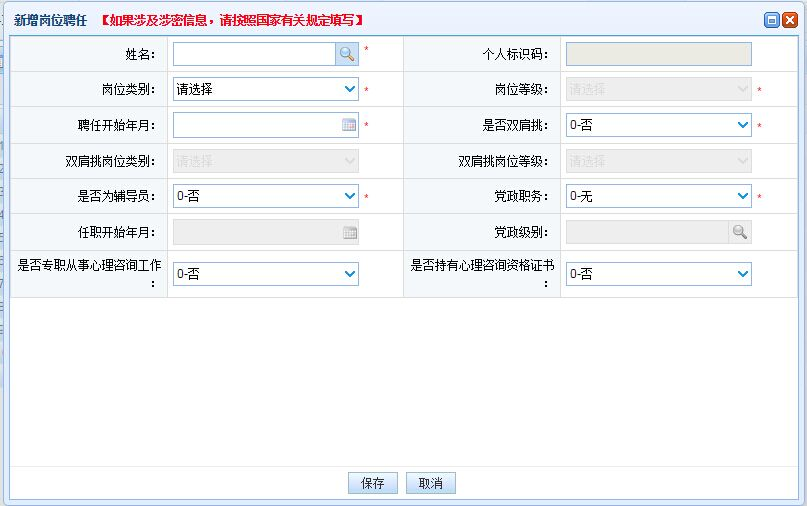 新增岗位聘任 【如果涉及涉密信息，请按照国家有关规定填写】
姓名： * 个人标识码：
岗位类别： 请选择 * 岗位等级： 请选择 *
聘任开始年月： * 是否双肩挑： 0-否 *
双肩挑岗位类别： 请选择 双肩挑岗位等级： 请选择
是否为辅导员： 0-否 * 党政职务： 0-无 *
任职开始年月： 党政级别：
是否专职从事心理咨询工作： 0-否 是否持有心理咨询资格证书： 0-否
保存 取消